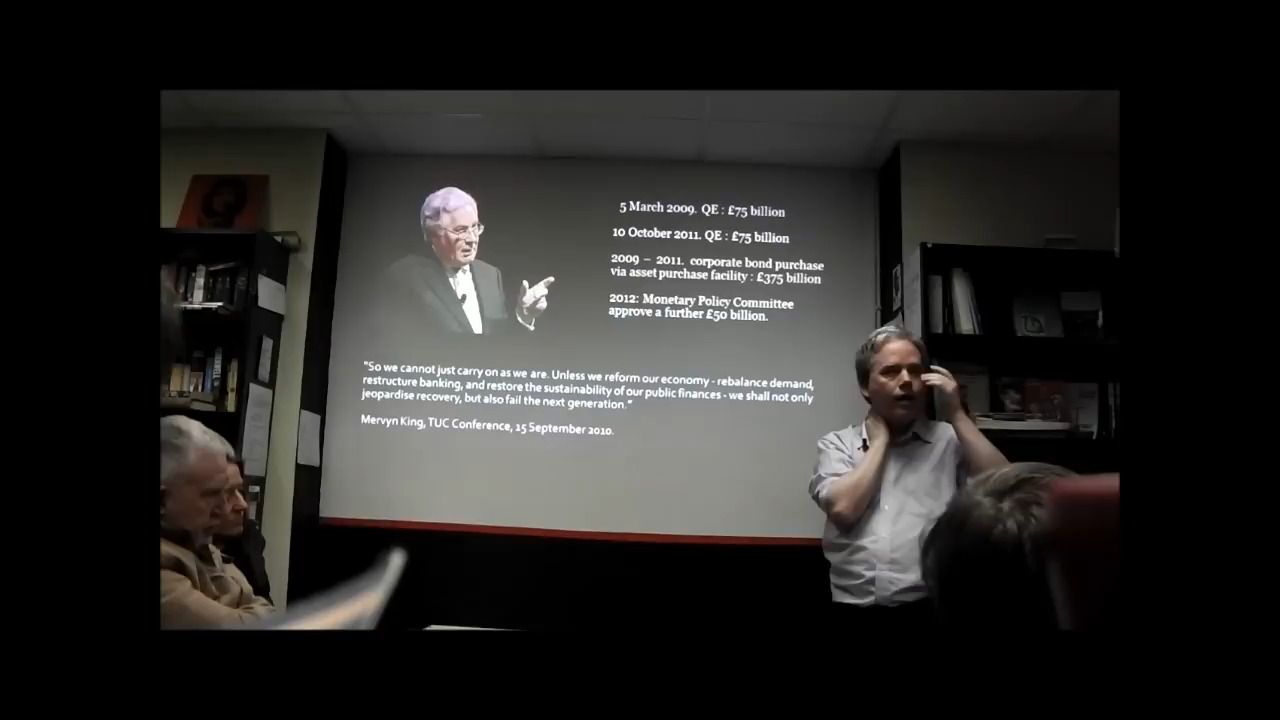 5 March 2009. QE : £75 billion
10 October 2011. QE : £75 billion
2009 – 2011. corporate bond purchase
via asset purchase facility : £375 billion
2012: Monetary Policy Committee
approve a further £50 billion.
"So we cannot just carry on as we are. Unless we reform our economy - rebalance demand,
restructure banking, and restore the sustainability of our public finances - we shall not only
jeopardise recovery, but also fail the next generation."
Mervyn King, TUC Conference, 15 September 2010.